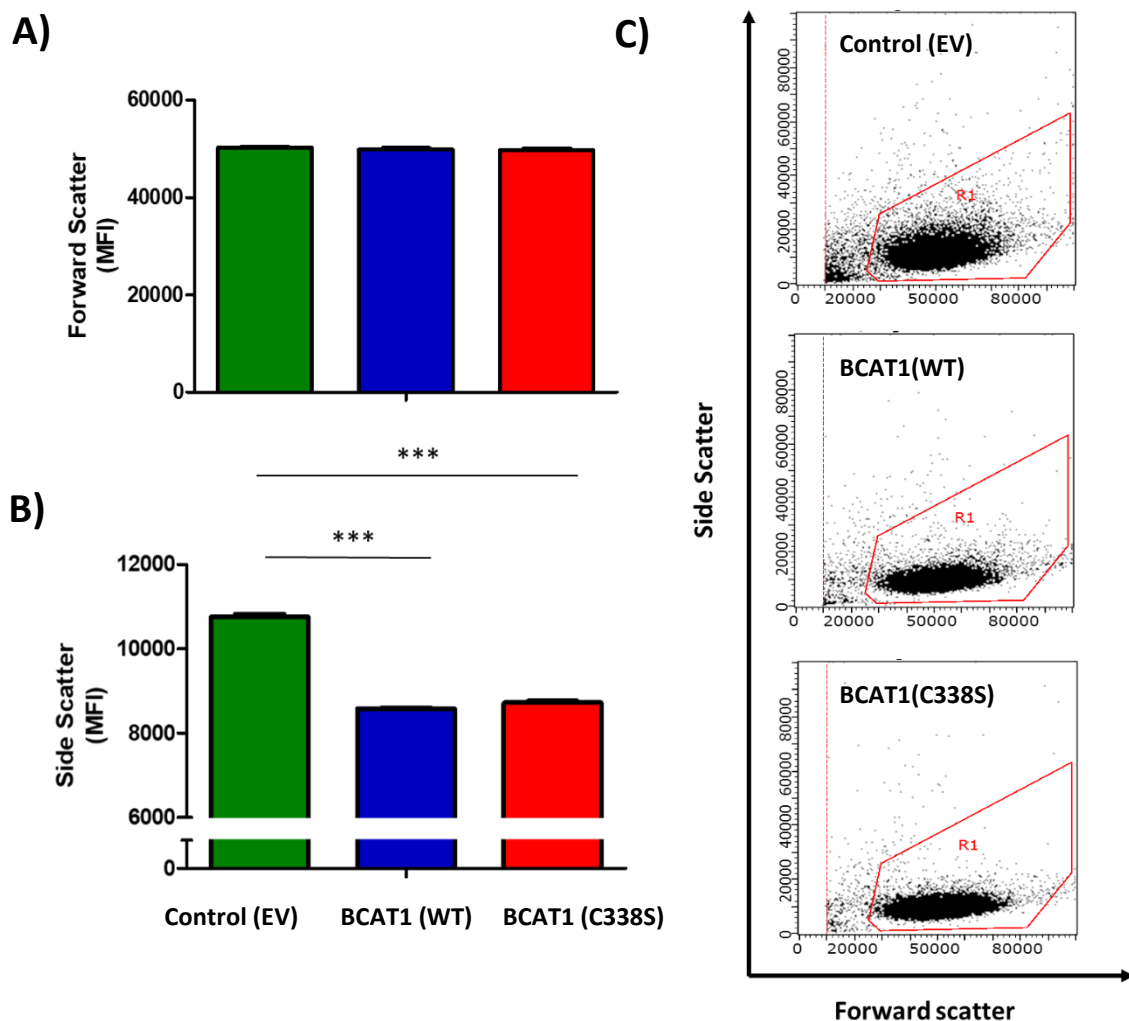 A)
Forward Scatter
(MFI)
60000
40000
20000
0
B)
***
***
Side Scatter
(MFI)
12000
10000
8000
6000
0
Control (EV)
BCAT1 (WT)
BCAT1 (C338S)
C)
Side Scatter
Control (EV)
R1
80000
60000
40000
20000
0
0 20000 50000 80000
BCAT1(WT)
R1
80000
60000
40000
20000
0
0 20000 50000 80000
BCAT1(C338S)
R1
80000
60000
40000
20000
0
0 20000 50000 80000
Forward scatter